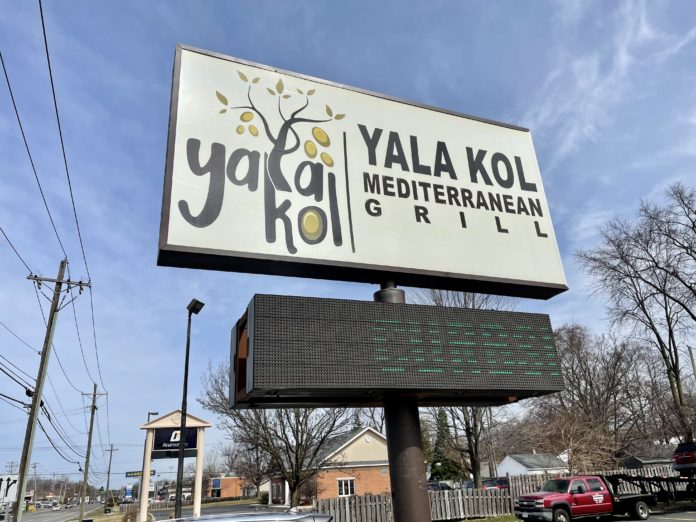 yala
kol
YALA KOL
MEDITERRANEAN
GRILL